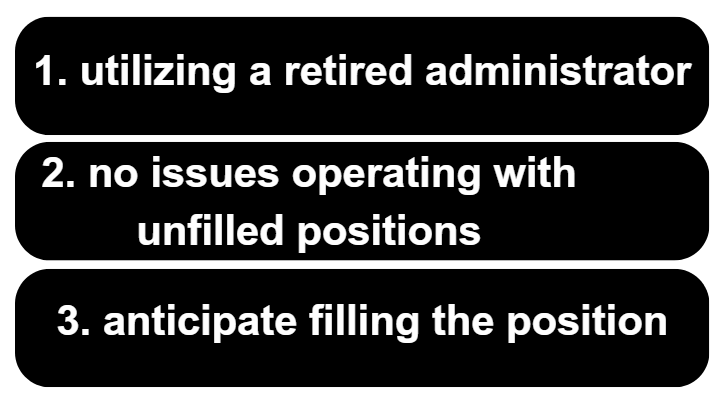 1. utilizing a retired administrator
2. no issues operating with
unfilled positions
3. anticipate filling the position